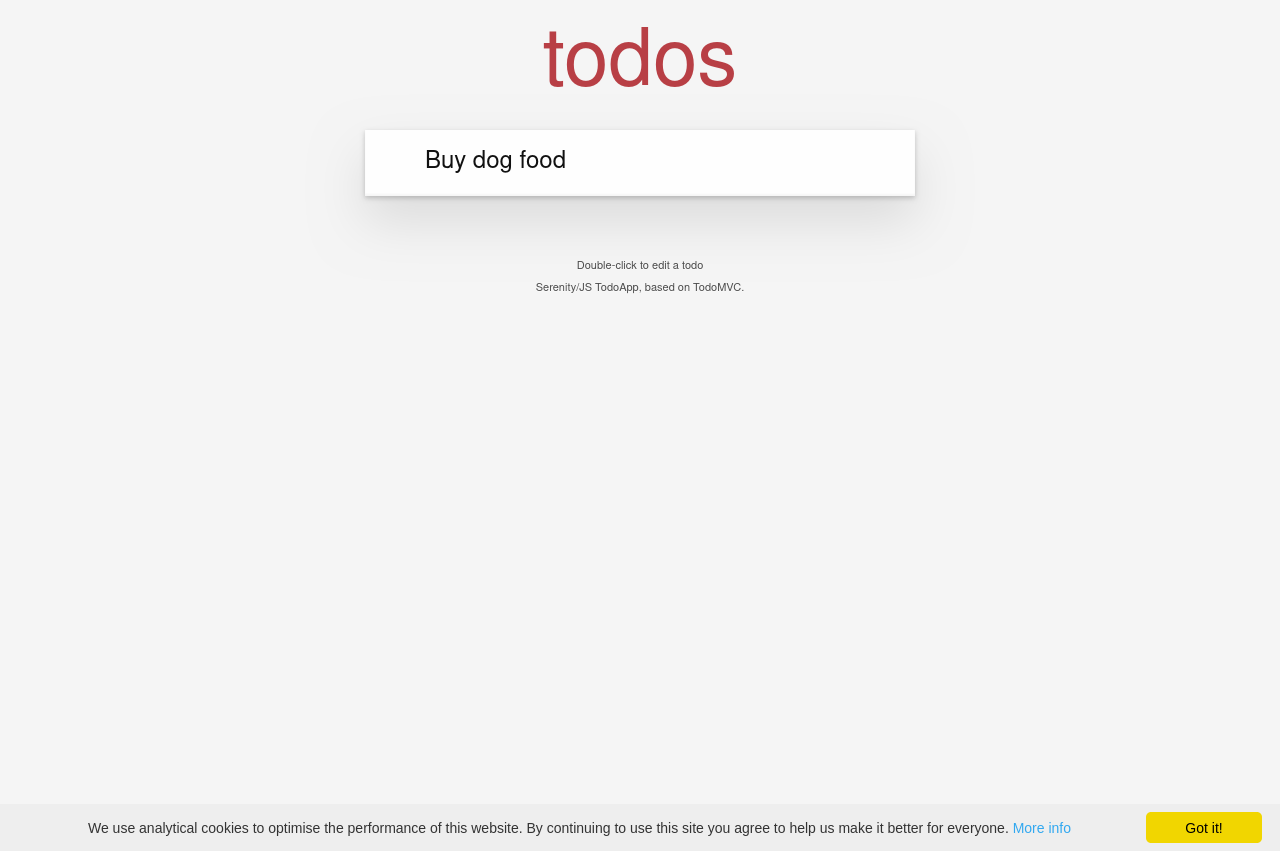 todos
Buy dog food
Double-click to edit a todo
Serenity/JS TodoApp, based on TodoMVC.
We use analytical cookies to optimise the performance of this website. By continuing to use this site you agree to help us make it better for everyone. More info
Got it!